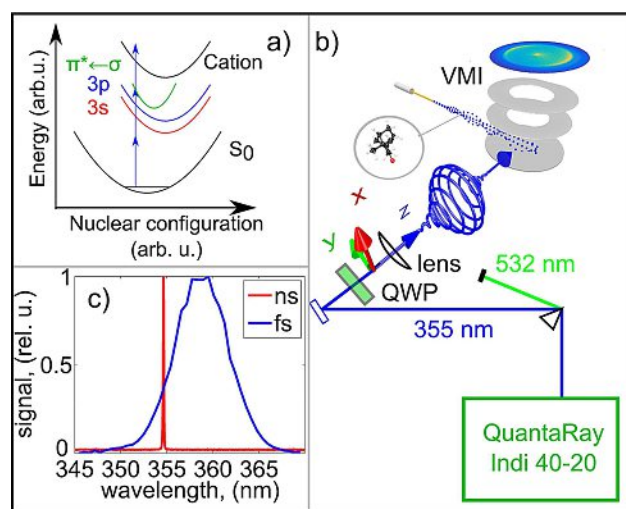 a)
Energy (arb.u.)
π*←σ
3p
3s
Cation
S0
Nuclear configuration
(arb. u.)
b)
VMI
x
y
z
lens
QWP
532 nm
355 nm
QuantaRay
Indi 40-20
c)
ns
fs
signal, (rel. u.)
1
0.5
0
345 350 355 360 365
wavelength, (nm)